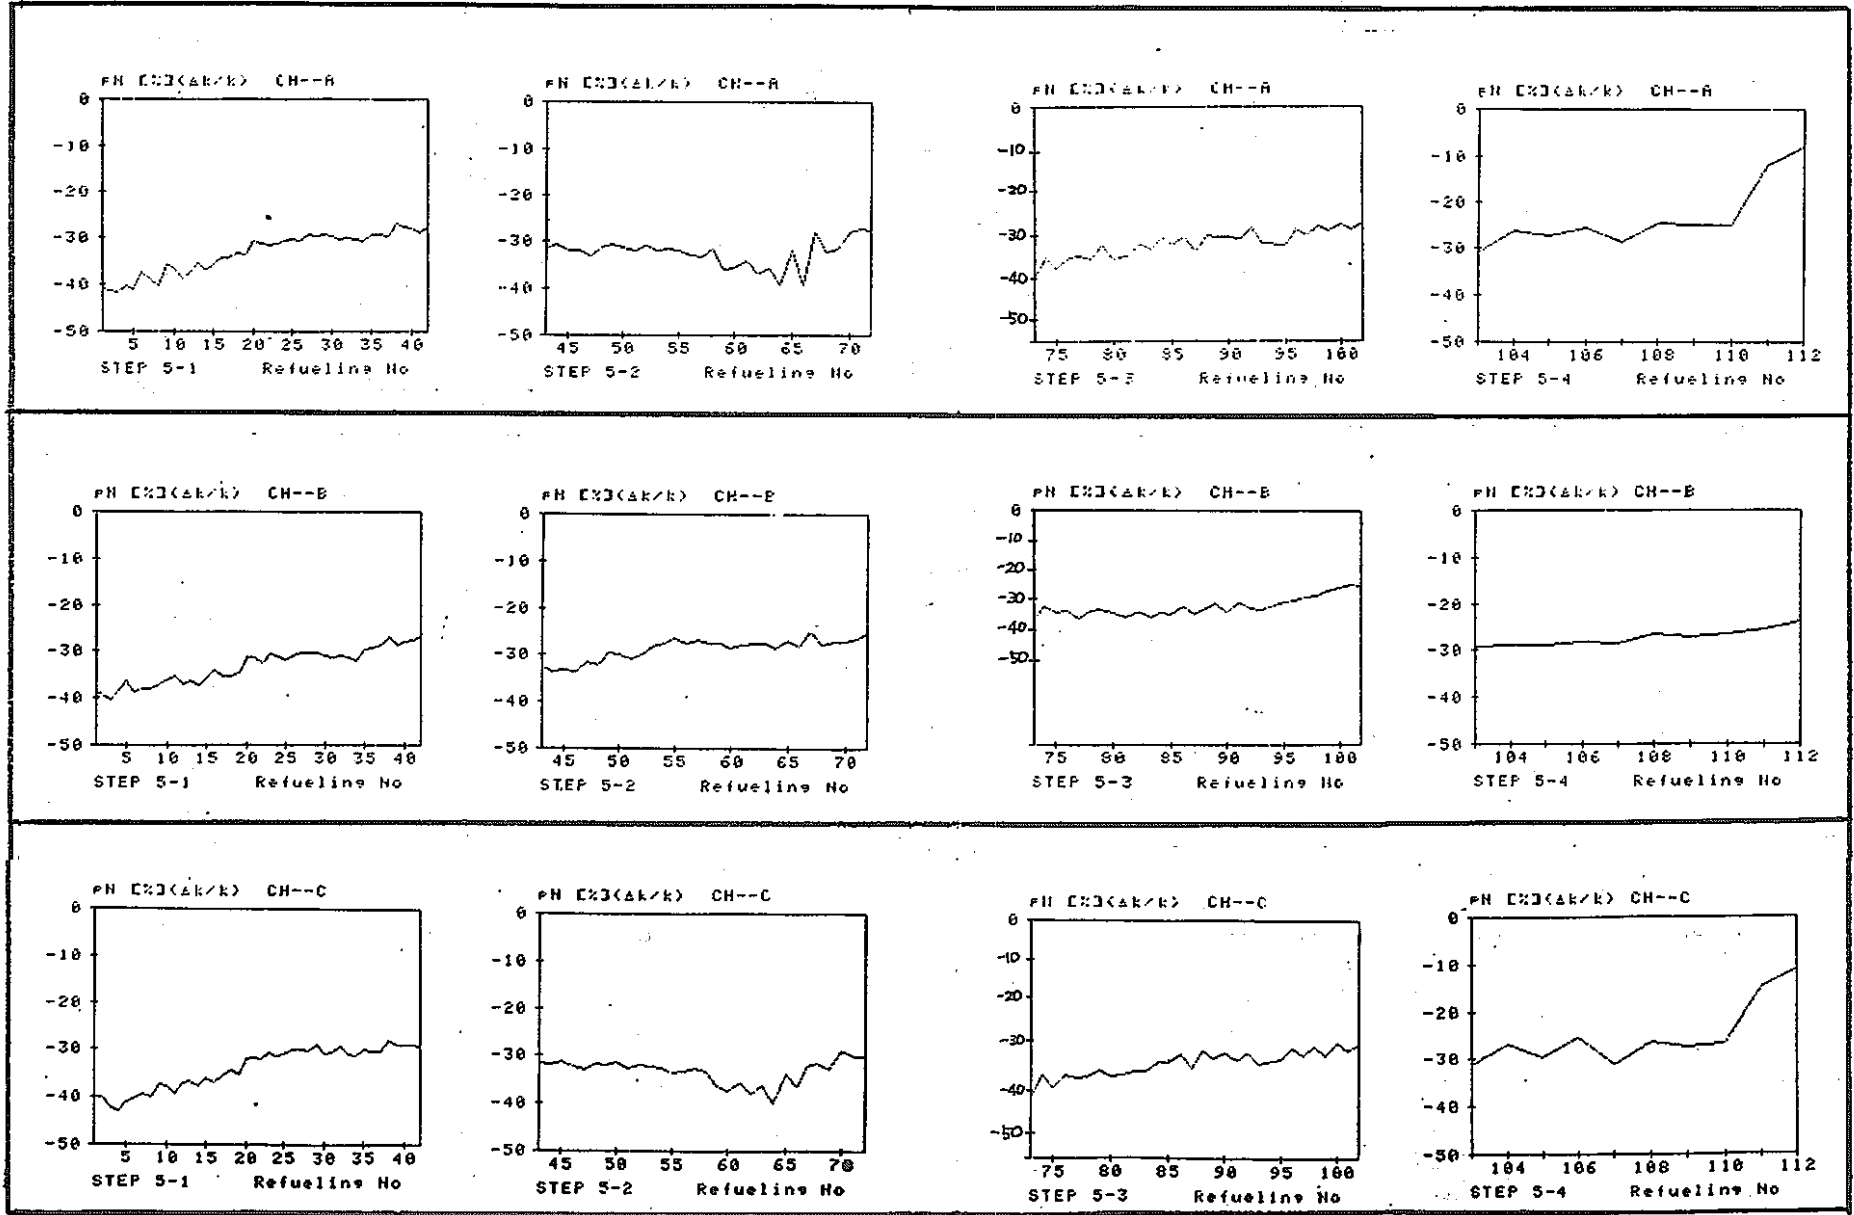 ρN [%](Δk/k) CH--A
0
-10
-20
-30
-40
-50
5 10 15 20 25 30 35 40
STEP 5-1 Refueling No
ρN [%](Δk/k) CH--A
0
-10
-20
-30
-40
-50
45 50 55 60 65 70
STEP 5-2 Refueling No
ρN [%](Δk/k) CH--A
0
-10
-20
-30
-40
-50
75 80 85 90 95 100
STEP 5-3 Refueling No
ρN [%](Δk/k) CH--A
0
-10
-20
-30
-40
-50
104 106 108 110 112
STEP 5-4 Refueling No
ρN [%](Δk/k) CH--B
0
-10
-20
-30
-40
-50
5 10 15 20 25 30 35 40
STEP 5-1 Refueling No
ρN [%](Δk/k) CH--B
0
-10
-20
-30
-40
-50
45 50 55 60 65 70
STEP 5-2 Refueling No
ρN [%](Δk/k) CH--B
0
-10
-20
-30
-40
-50
75 80 85 90 95 100
STEP 5-3 Refueling No
ρN [%](Δk/k) CH--B
0
-10
-20
-30
-40
-50
104 106 108 110 112
STEP 5-4 Refueling No
ρN [%](Δk/k) CH--C
0
-10
-20
-30
-40
-50
5 10 15 20 25 30 35 40
STEP 5-1 Refueling No
ρN [%](Δk/k) CH--C
0
-10
-20
-30
-40
-50
45 50 55 60 65 70
STEP 5-2 Refueling No
ρN [%](Δk/k) CH--C
0
-10
-20
-30
-40
-50
75 80 85 90 95 100
STEP 5-3 Refueling No
ρN [%](Δk/k) CH--C
0
-10
-20
-30
-40
-50
104 106 108 110 112
STEP 5-4 Refueling No